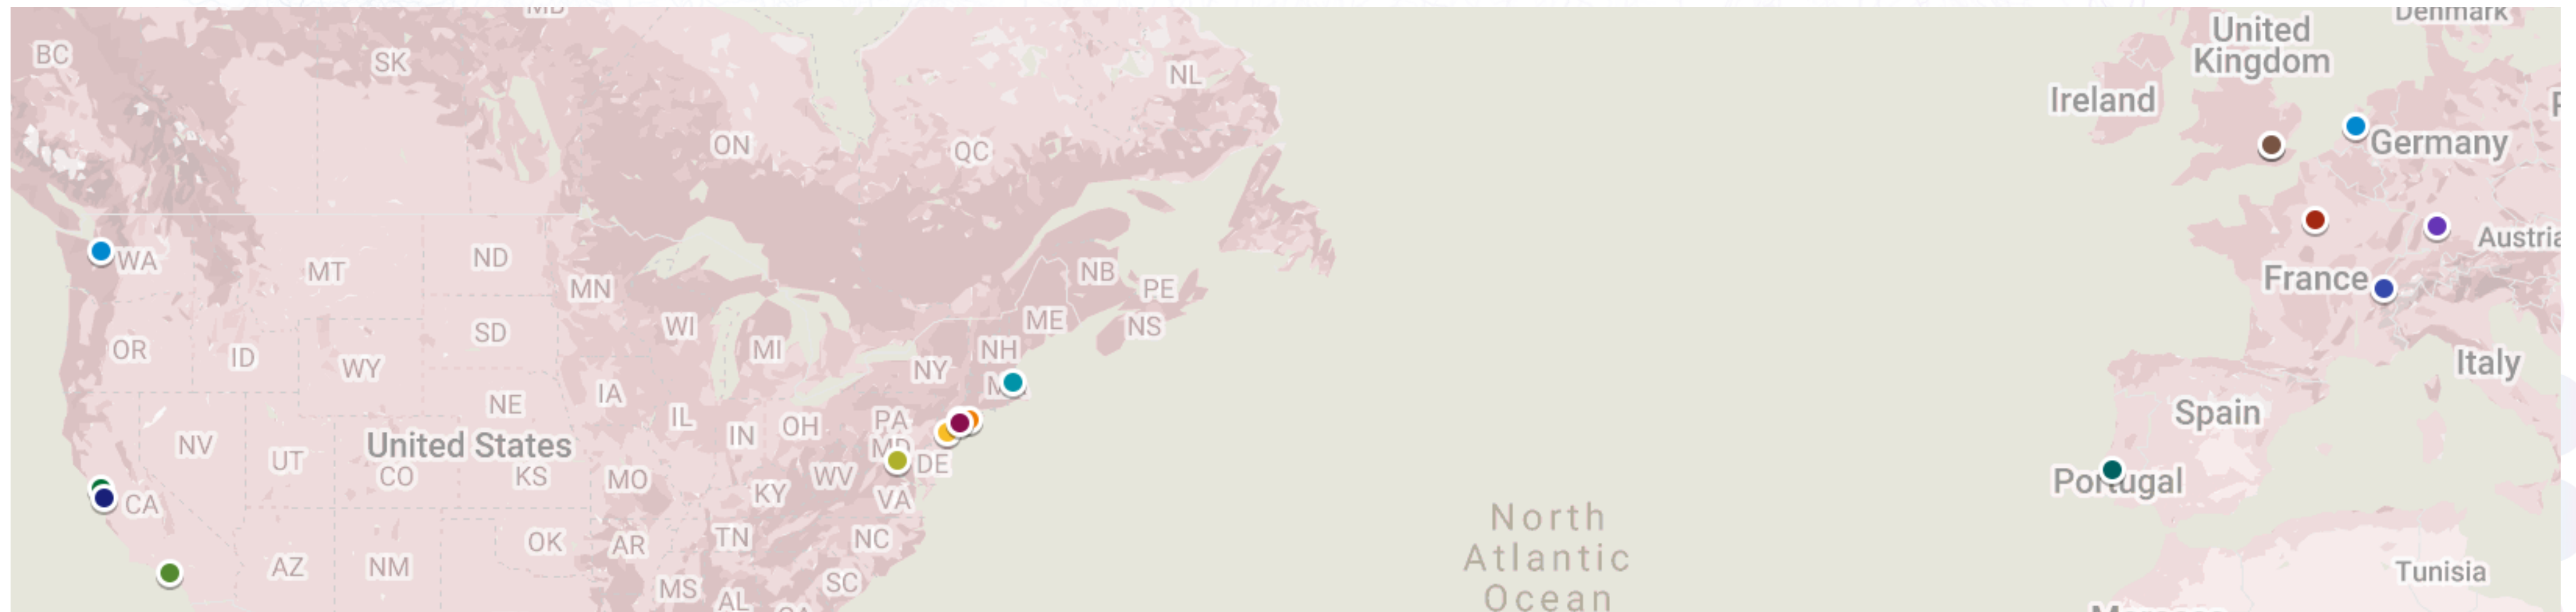 MB
Denmark
United
Kingdom
BC
SK
NL
Ireland
ON
QC
Germany
WA
MT
ND
MN
NB
PE
Austria
France
OR
ID
WY
SD
WI
MI
ME
NS
NH
NY
Italy
NE
IA
IL
IN
OH
PA
MD
DE
Spain
NV
UT
United States
CO
KS
MO
WV
KY
VA
Portugal
CA
AZ
NM
OK
AR
TN
NC
North
Atlantic
Ocean
MS
AL
SC
Tunisia